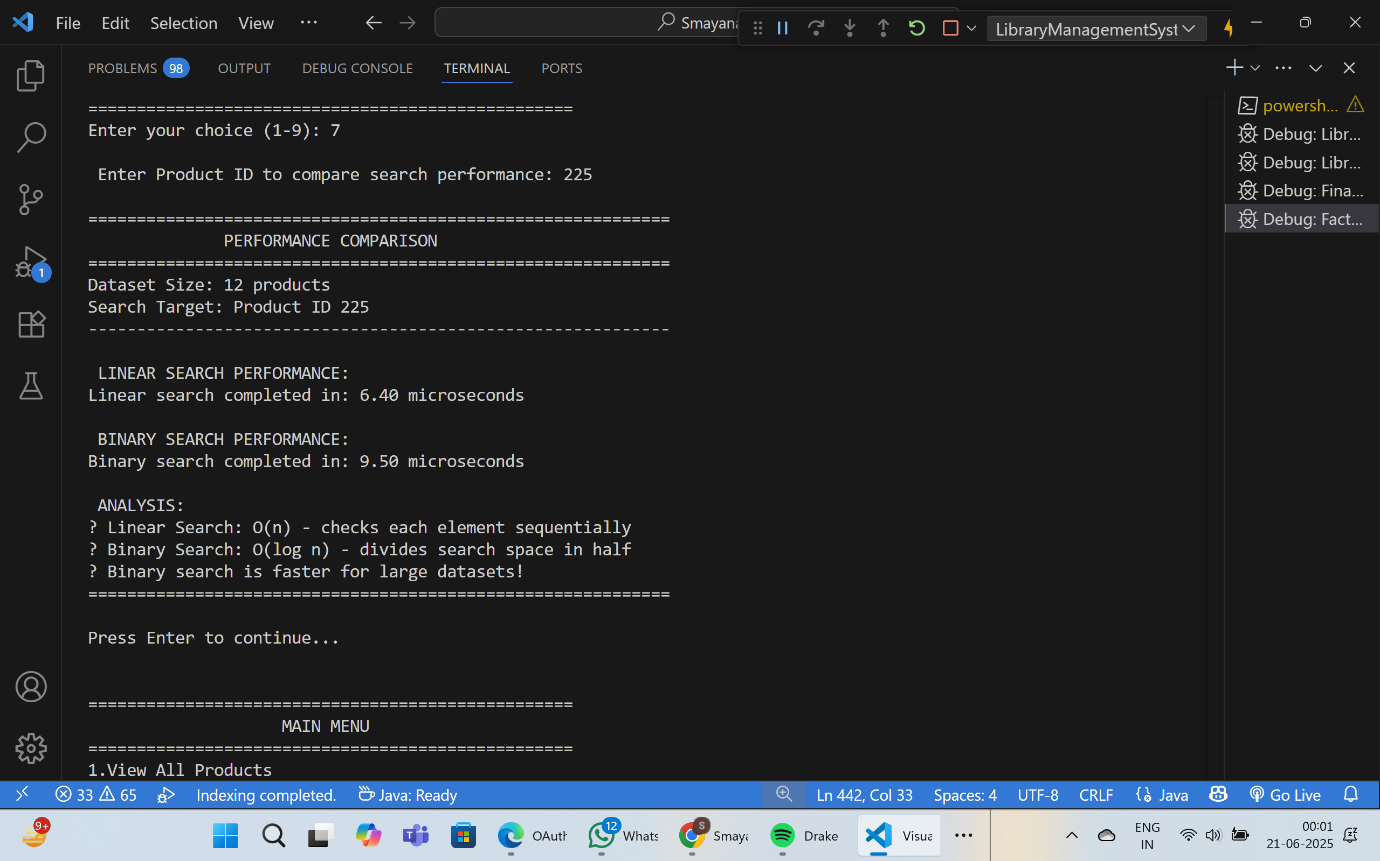 File Edit Selection View ... Smayana LibraryManagementSyst
PROBLEMS 98 OUTPUT DEBUG CONSOLE TERMINAL PORTS
==================================================
Enter your choice (1-9): 7
Enter Product ID to compare search performance: 225
============================================================
PERFORMANCE COMPARISON
============================================================
Dataset Size: 12 products
Search Target: Product ID 225
------------------------------------------------------------
LINEAR SEARCH PERFORMANCE:
Linear search completed in: 6.40 microseconds
BINARY SEARCH PERFORMANCE:
Binary search completed in: 9.50 microseconds
ANALYSIS:
? Linear Search: O(n) - checks each element sequentially
? Binary Search: O(log n) - divides search space in half
? Binary search is faster for large datasets!
============================================================
Press Enter to continue...
==================================================
MAIN MENU
==================================================
1.View All Products
powersh...
Debug: Libr...
Debug: Libr...
Debug: Fina...
Debug: Fact...
1
33 65 Indexing completed. Java: Ready Ln 442, Col 33 Spaces: 4 UTF-8 CRLF Java Go Live
9+ OAuth 12 Whats S Smaya Drake Visua ... ENG IN 00:01 21-06-2025